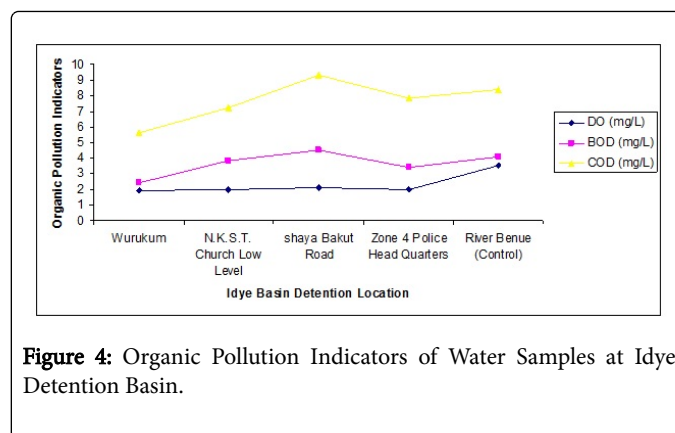 Organic Pollution Indicators
10
9
8
7
6
5
4
3
2
1
0
Wurukum
N.K.S.T.
Church Low
Level
shaya Bakut
Road
Zone 4 Police
Head Quarters
River Benue
(Control)
Idye Basin Detention Location
DO (mg/L)
BOD (mg/L)
COD (mg/L)
Figure 4: Organic Pollution Indicators of Water Samples at Idye
Detention Basin.